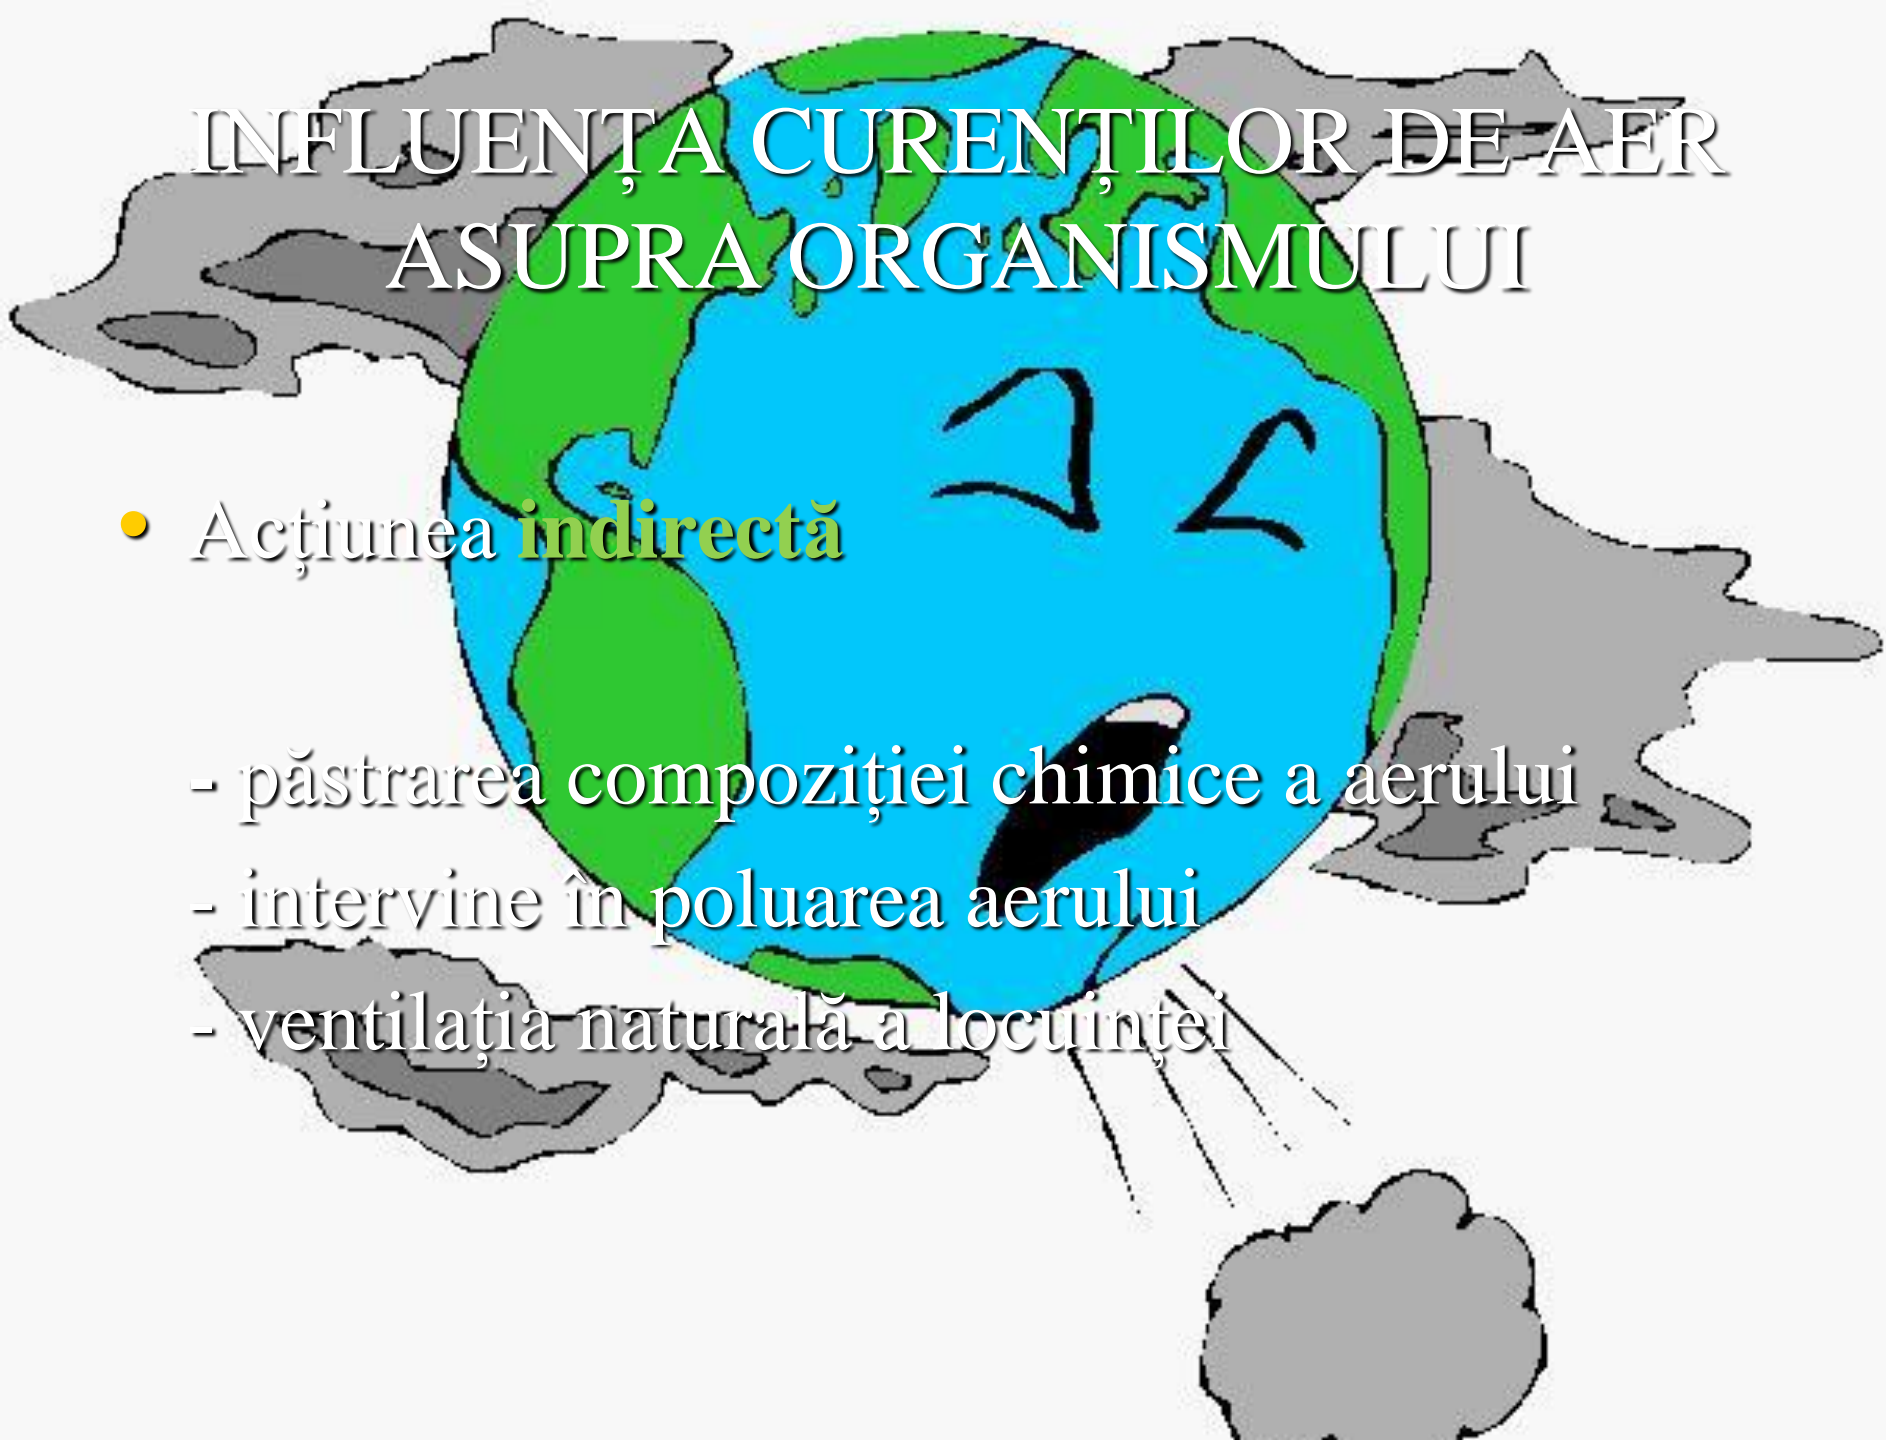 INFLUENȚA CURENȚILOR DE AER
ASUPRA ORGANISMULUI
• Acțiunea indirectă
- păstrarea compoziției chimice a aerului
- intervine în poluarea aerului
- ventilația naturală a locuinței